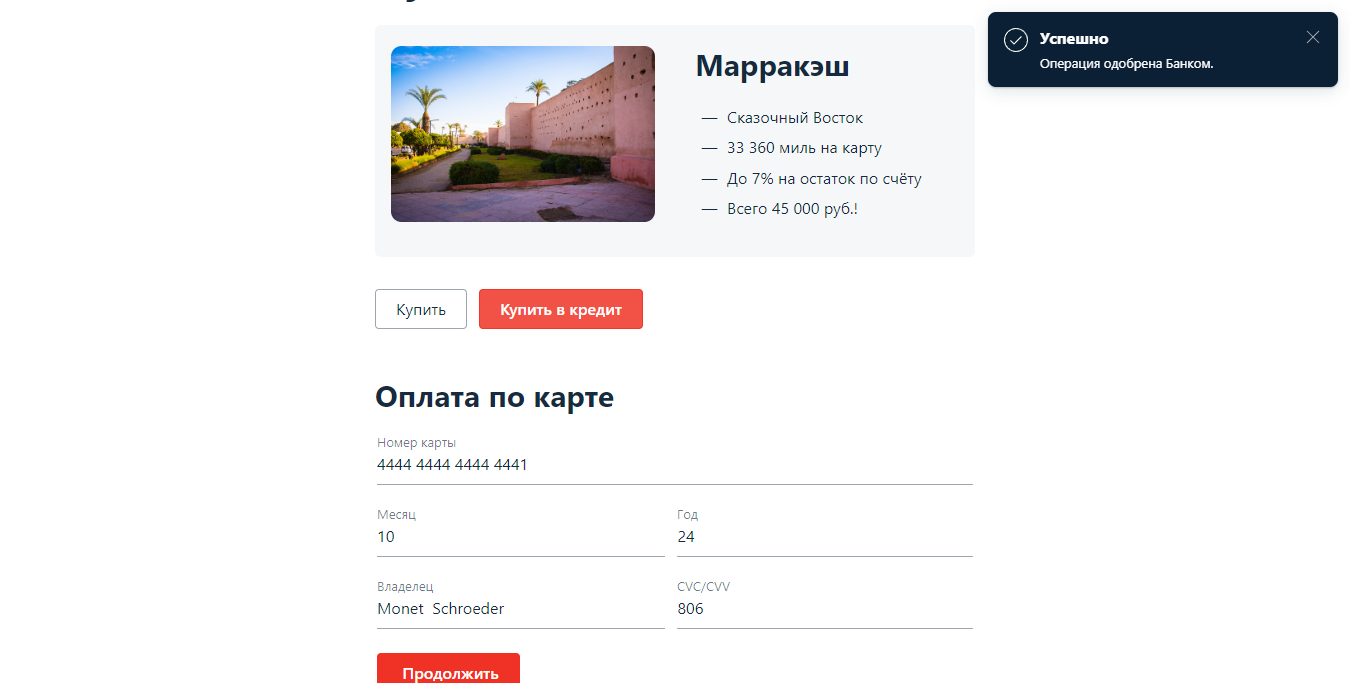 Марракэш
— Сказочный Восток
— 33 360 миль на карту
— До 7% на остаток по счёту
— Всего 45 000 руб.!
Успешно
Операция одобрена Банком.
Купить
Купить в кредит
Оплата по карте
Номер карты
4444 4444 4444 4441
Месяц
10
Год
24
Владелец
Monet  Schroeder
CVC/CVV
806
Продолжить